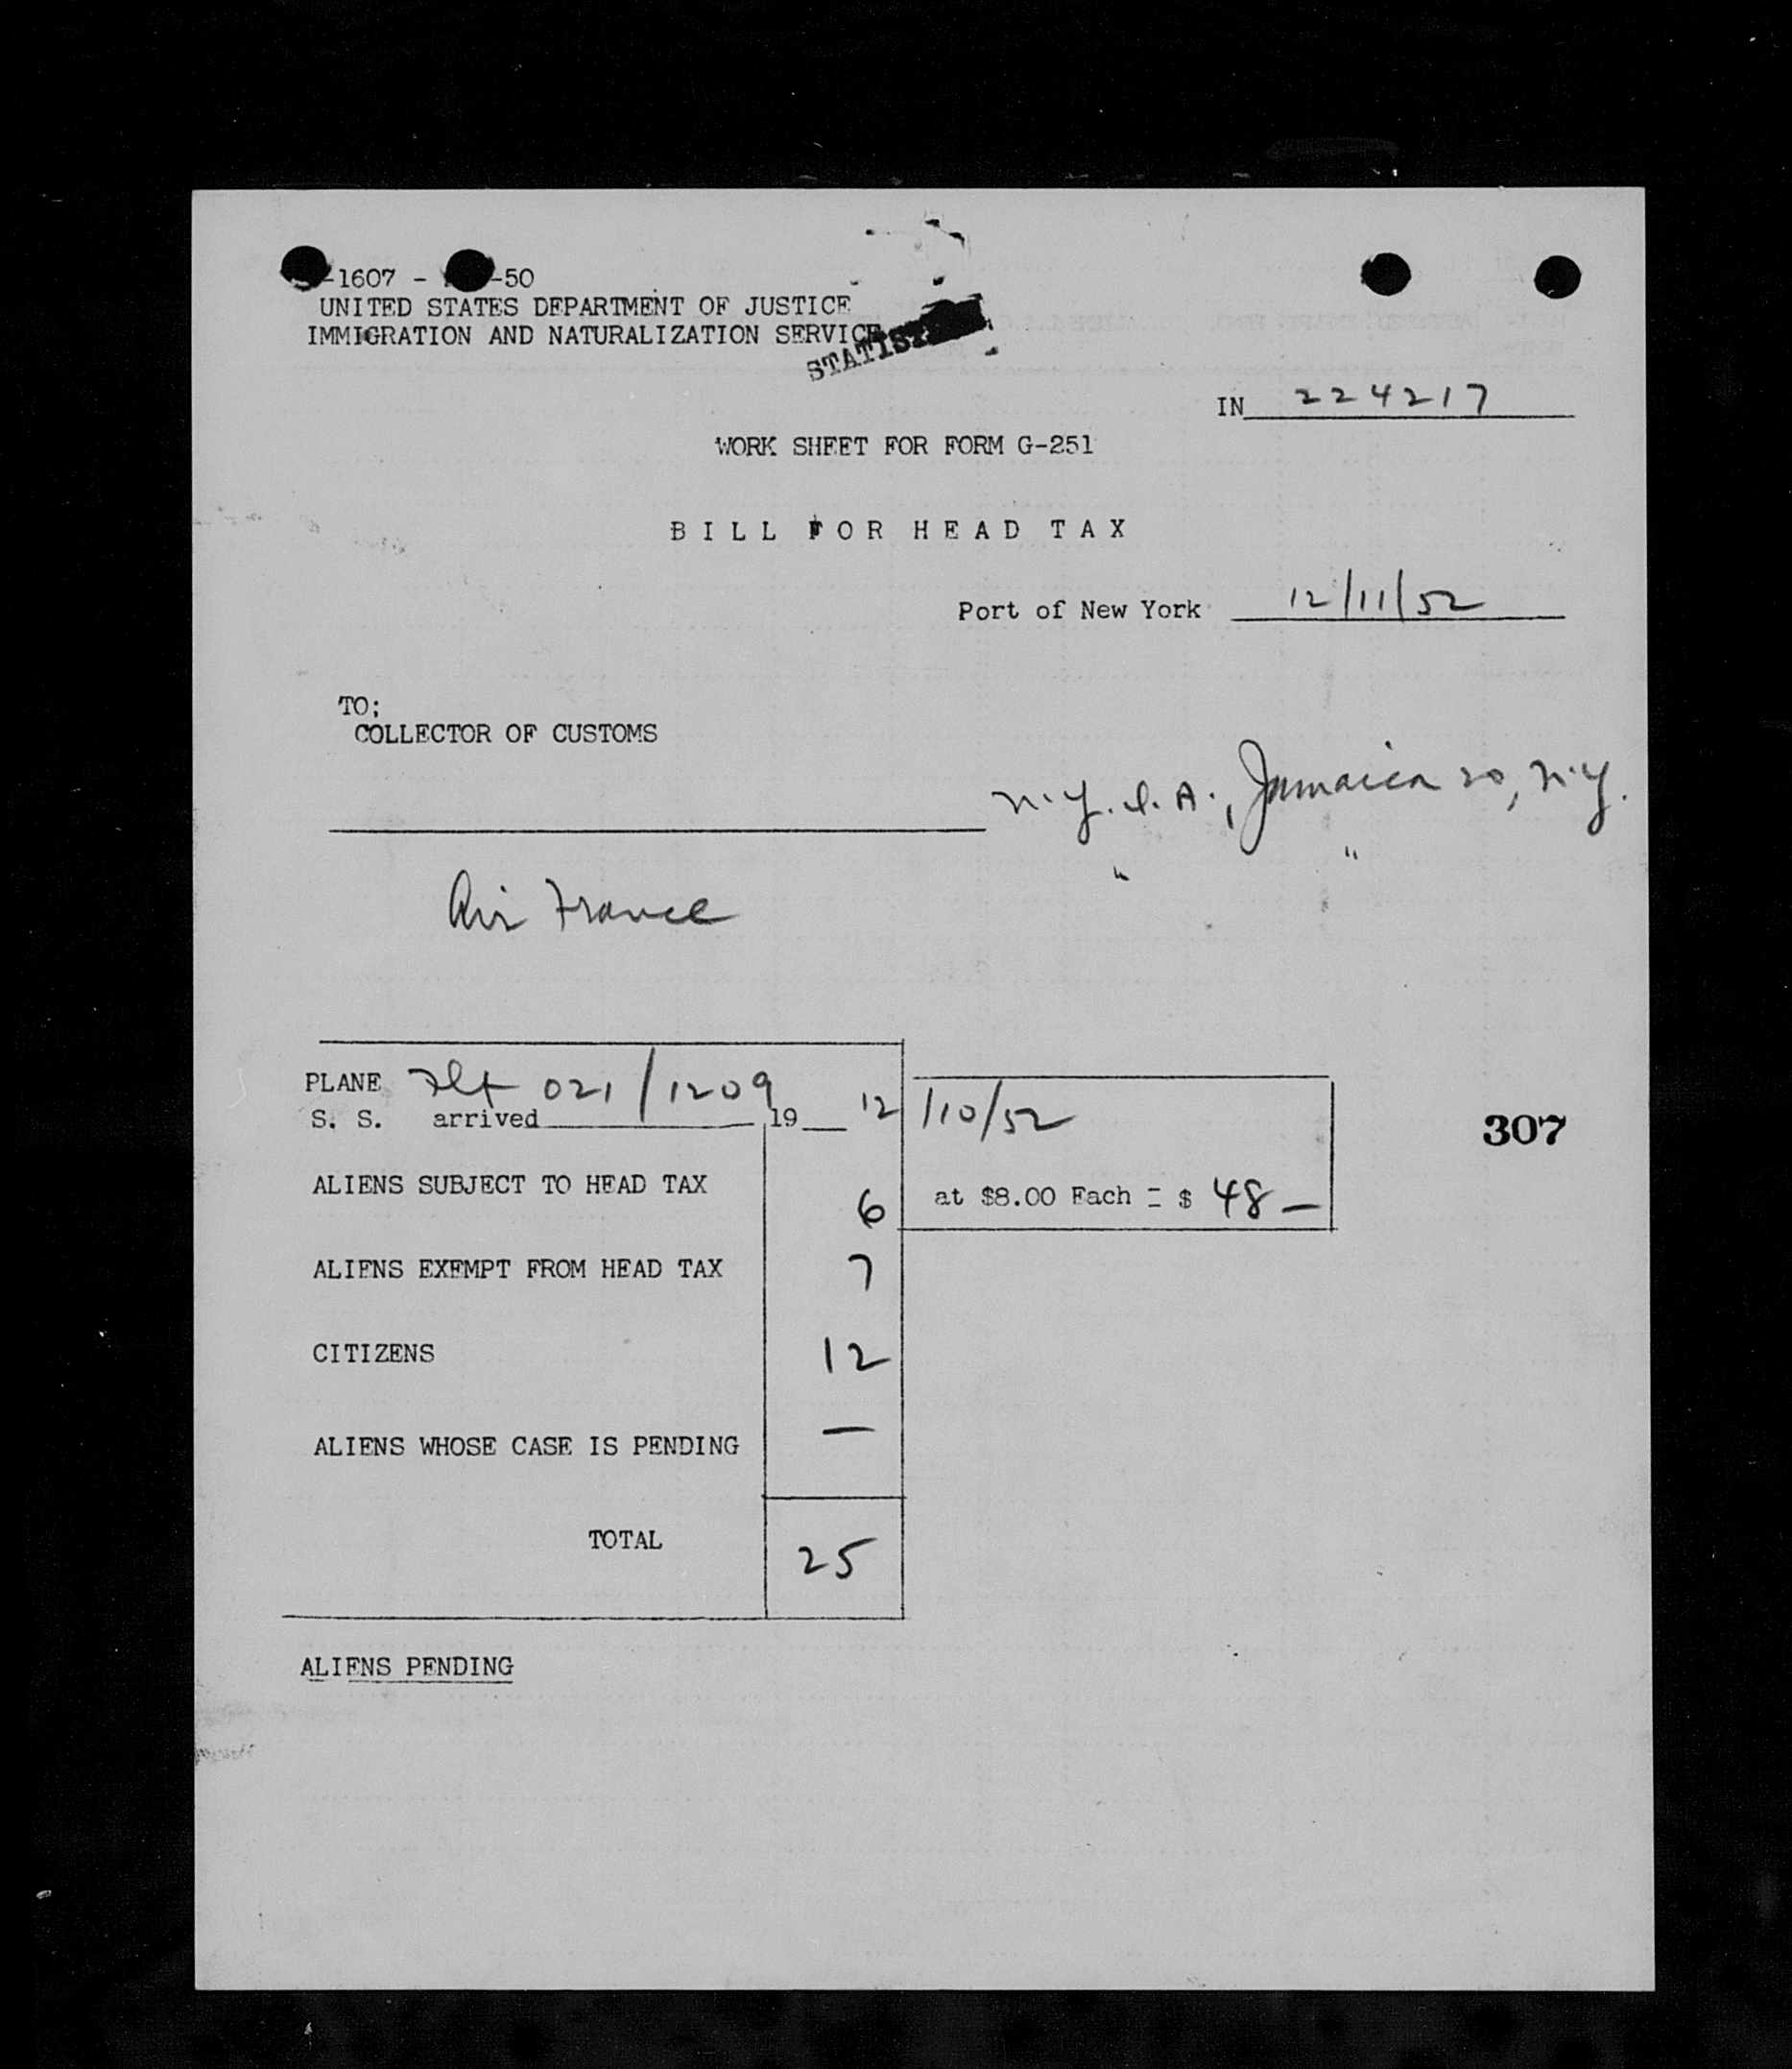 -1607 - -50
UNITED STATES DEPARTMENT OF JUSTICE
IMMIGRATION AND NATURALIZATION SERVICE
IN 224217
WORK SHEET FOR FORM G-251
BILL FOR HEAD TAX
Port of New York 12/11/52
TO;
COLLECTOR OF CUSTOMS
N.Y.I.A., Jamaica 20, N.Y.
" "
Air France
PLANE Flt 021/1209
S. S. arrived 19 12/10/52
307
ALIENS SUBJECT TO HEAD TAX 6 at $8.00 Each = $ 48 —
ALIENS EXEMPT FROM HEAD TAX 7
CITIZENS 12
ALIENS WHOSE CASE IS PENDING —
TOTAL 25
ALIENS PENDING